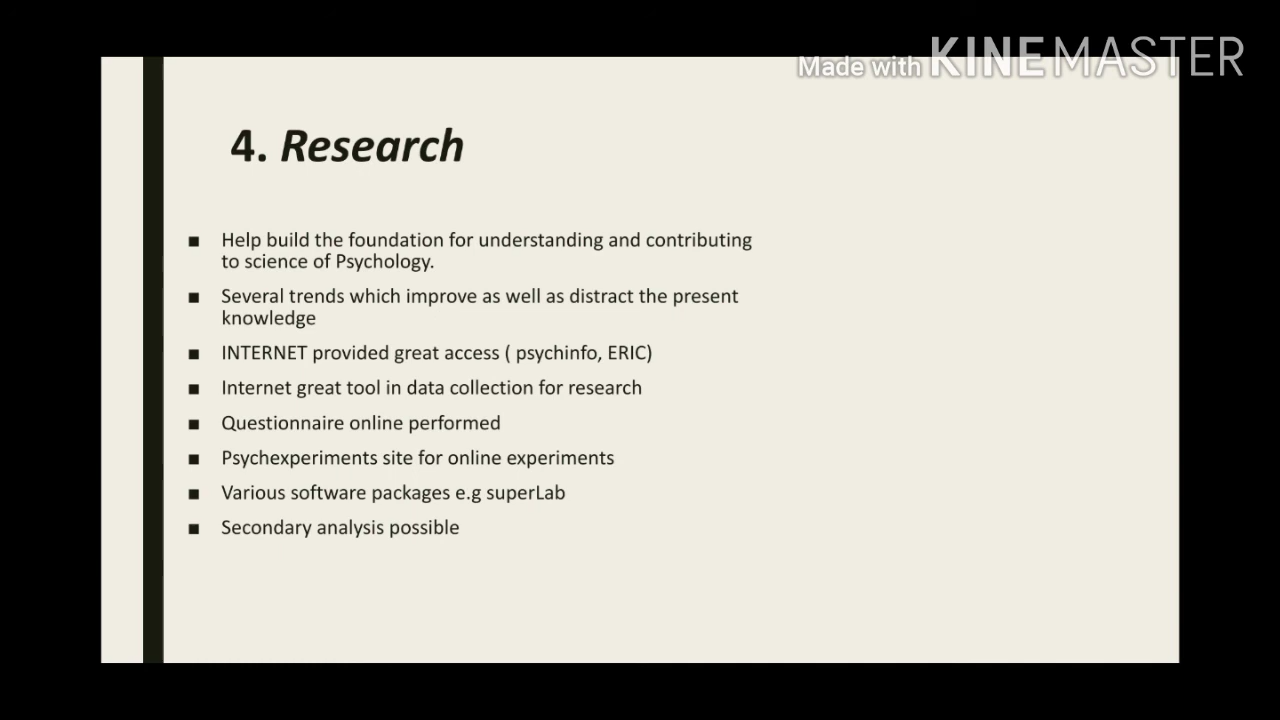 Made with KINEMASTER
4. Research
■ Help build the foundation for understanding and contributing
to science of Psychology.
■ Several trends which improve as well as distract the present
knowledge
■ INTERNET provided great access ( psychinfo, ERIC)
■ Internet great tool in data collection for research
■ Questionnaire online performed
■ Psychexperiments site for online experiments
■ Various software packages e.g superLab
■ Secondary analysis possible